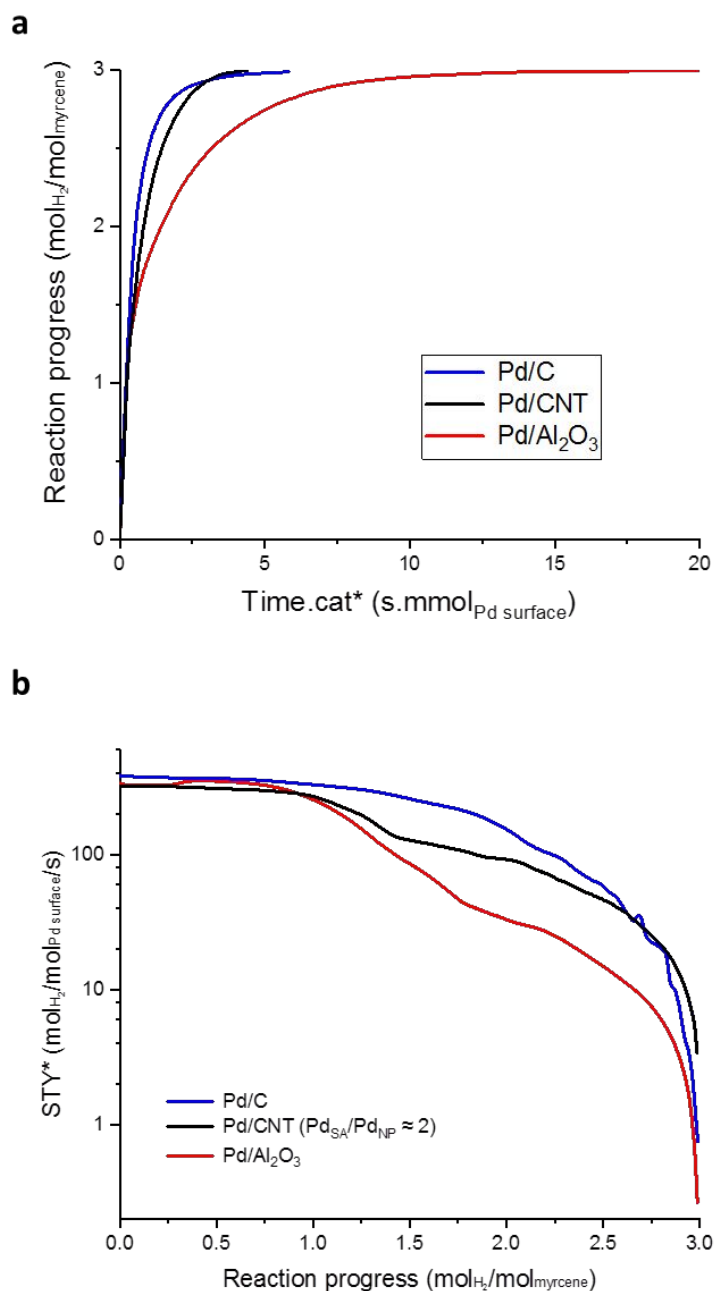 a
Reaction progress (molH₂/molmyrcene)
3
2
1
0
Pd/C
Pd/CNT
Pd/Al₂O₃
0 5 10 15 20
Time.cat* (s.mmolPd surface)
b
STY* (molH₂/molPd surface/s)
100
10
1
Pd/C
Pd/CNT (PdSA/PdNP ≈ 2)
Pd/Al₂O₃
0.0 0.5 1.0 1.5 2.0 2.5 3.0
Reaction progress (molH₂/molmyrcene)